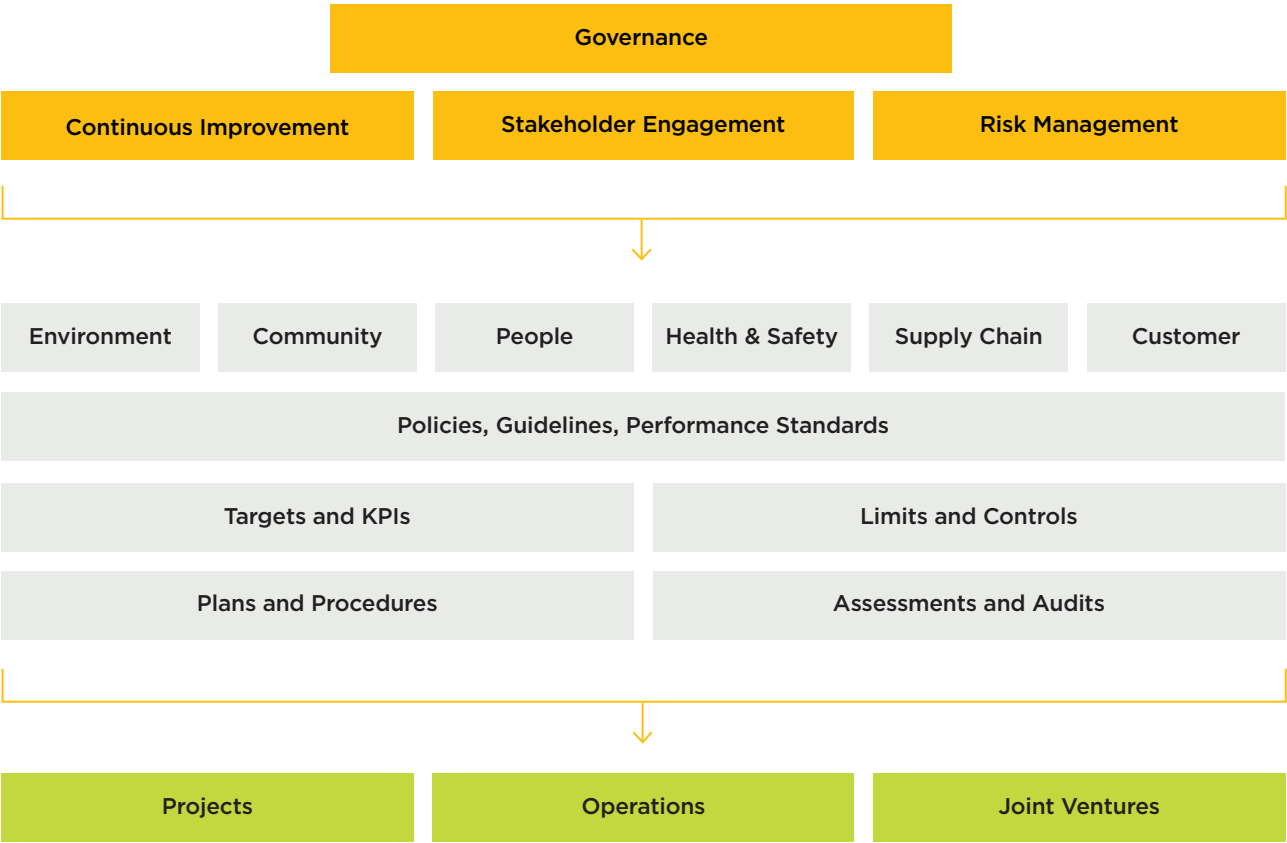 Governance
Continuous Improvement
Stakeholder Engagement
Risk Management
Environment
Community
People
Health & Safety
Supply Chain
Customer
Policies, Guidelines, Performance Standards
Targets and KPIs
Limits and Controls
Plans and Procedures
Assessments and Audits
Projects
Operations
Joint Ventures